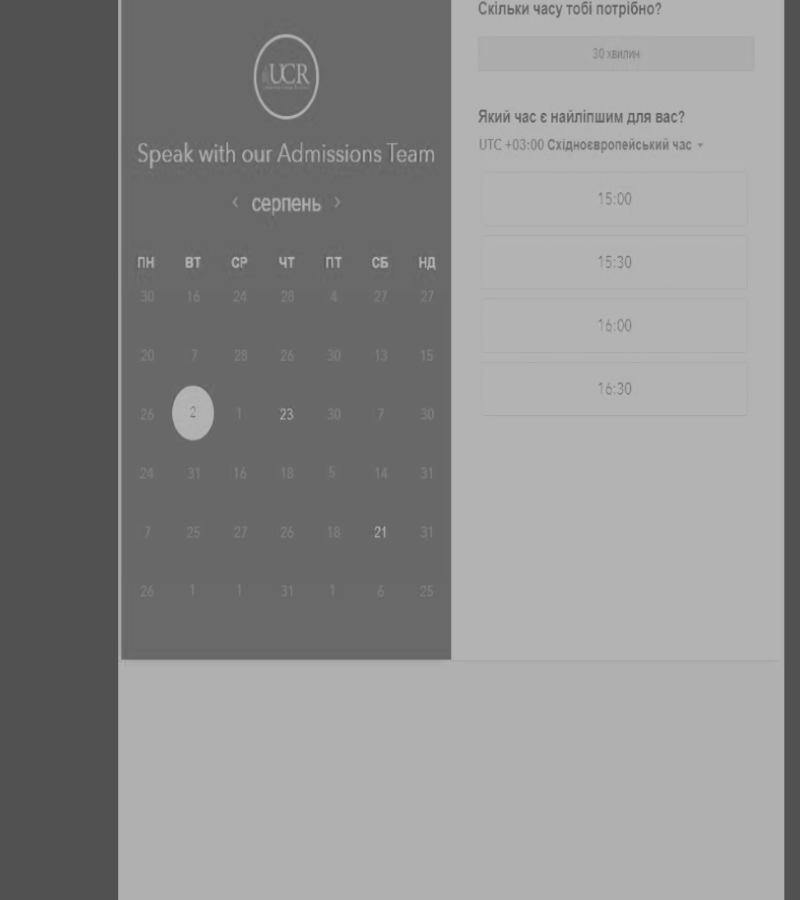 UCR
Speak with our Admissions Team
‹ серпень ›
ПН ВТ СР ЧТ ПТ СБ НД
30 16 24 28 4 27 27
20 7 28 26 30 13 15
26 2 1 23 30 7 30
24 31 16 18 5 14 31
7 25 27 26 18 21 31
26 1 1 31 1 6 25
Скільки часу тобі потрібно?
30 хвилин
Який час є найліпшим для вас?
UTC +03:00 Східноєвропейський час
15:00
15:30
16:00
16:30